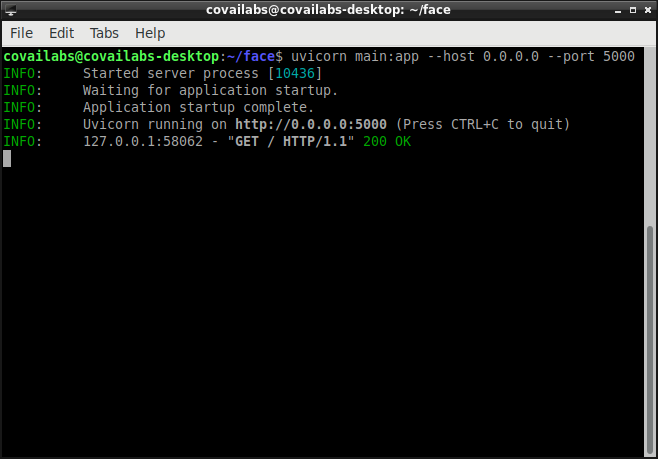 covailabs@covailabs-desktop: ~/face
File Edit Tabs Help
covailabs@covailabs-desktop:~/face$ uvicorn main:app --host 0.0.0.0 --port 5000
INFO:     Started server process [10436]
INFO:     Waiting for application startup.
INFO:     Application startup complete.
INFO:     Uvicorn running on http://0.0.0.0:5000 (Press CTRL+C to quit)
INFO:     127.0.0.1:58062 - "GET / HTTP/1.1" 200 OK